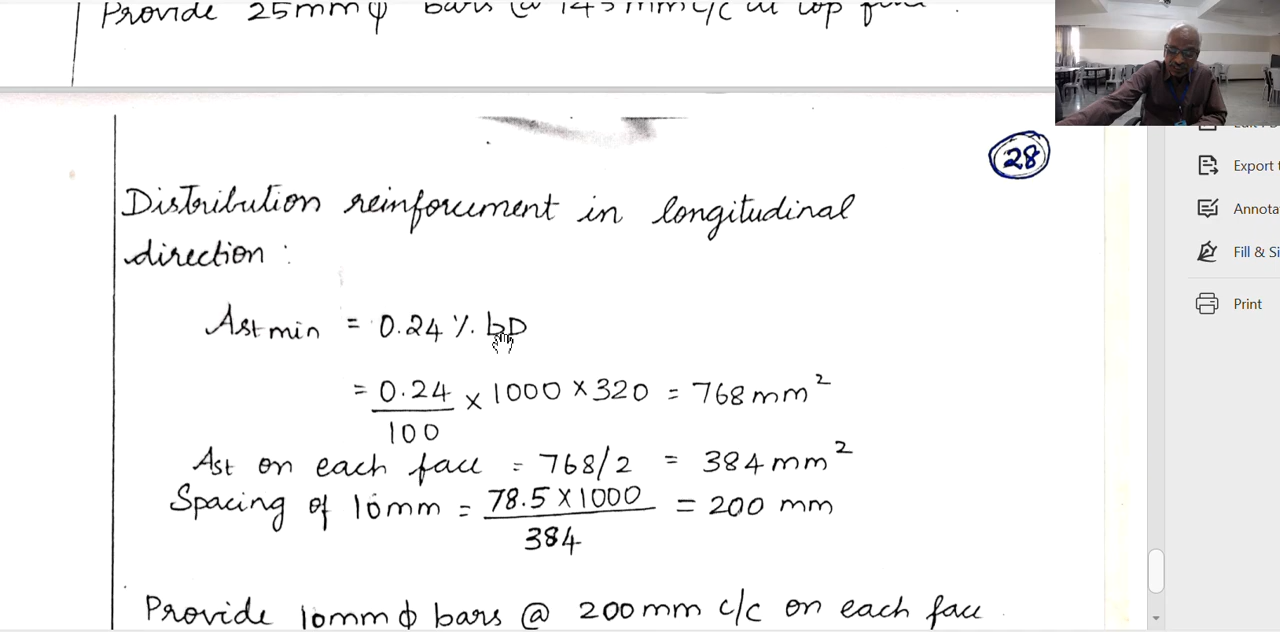 Provide 25mm ϕ bars @ 145 mm c/c at top face.
28
Distribution reinforcement in longitudinal
direction :
Ast min = 0.24 %. bD
= 0.24/100 × 1000 × 320 = 768 mm²
Ast on each face = 768/2 = 384 mm²
Spacing of 10mm = 78.5 × 1000/384 = 200 mm
Provide 10mm ϕ bars @ 200 mm c/c on each face.
Export
Annota
Fill & Si
Print